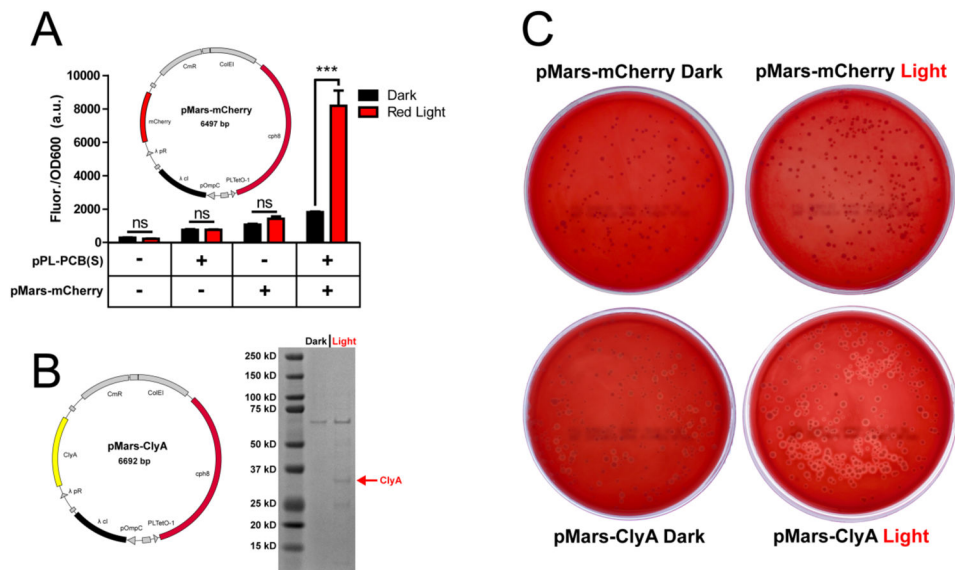 A
10000
8000
6000
4000
2000
0
Fluor./OD600 (a.u.)
CmR
ColEI
pMars-mCherry
6497 bp
mCherry
cph8
λ pR
λ cI
pOmpC
PLTetO-1
***
Dark
Red Light
ns
ns
ns
pPL-PCB(S)
- + - +
pMars-mCherry
- - + +
B
CmR
ColEI
pMars-ClyA
6692 bp
ClyA
cph8
λ pR
λ cI
pOmpC
PLTetO-1
Dark Light
250 kD
150 kD
100 kD
75 kD
50 kD
37 kD
25 kD
20 kD
15 kD
ClyA
C
pMars-mCherry Dark
pMars-mCherry Light
pMars-ClyA Dark
pMars-ClyA Light